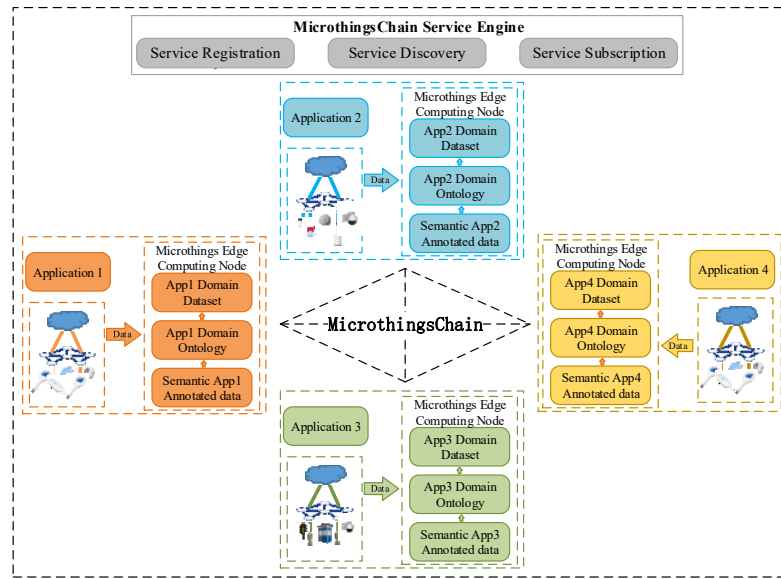 MicrothingsChain Service Engine
Service Registration
Service Discovery
Service Subscription
Application 2
Microthings Edge
Computing Node
App2 Domain
Dataset
Data
App2 Domain
Ontology
Semantic App2
Annotated data
Application 1
Microthings Edge
Computing Node
App1 Domain
Dataset
Data
App1 Domain
Ontology
Semantic App1
Annotated data
MicrothingsChain
Microthings Edge
Computing Node
Application 4
App4 Domain
Dataset
App4 Domain
Ontology
Data
Semantic App4
Annotated data
Application 3
Microthings Edge
Computing Node
App3 Domain
Dataset
Data
App3 Domain
Ontology
Semantic App3
Annotated data